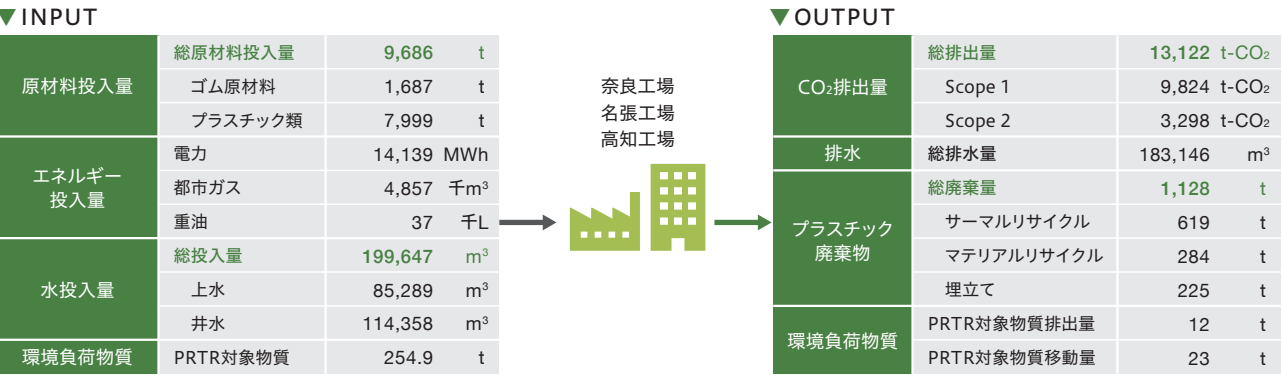 ▼INPUT
原材料投入量
総原材料投入量 9,686 t
ゴム原材料 1,687 t
プラスチック類 7,999 t
エネルギー
投入量
電力 14,139 MWh
都市ガス 4,857 千m³
重油 37 千L
水投入量
総投入量 199,647 m³
上水 85,289 m³
井水 114,358 m³
環境負荷物質 PRTR対象物質 254.9 t
奈良工場
名張工場
高知工場
▼OUTPUT
CO₂排出量
総排出量 13,122 t-CO₂
Scope 1 9,824 t-CO₂
Scope 2 3,298 t-CO₂
排水 総排水量 183,146 m³
プラスチック
廃棄物
総廃棄量 1,128 t
サーマルリサイクル 619 t
マテリアルリサイクル 284 t
埋立て 225 t
環境負荷物質
PRTR対象物質排出量 12 t
PRTR対象物質移動量 23 t